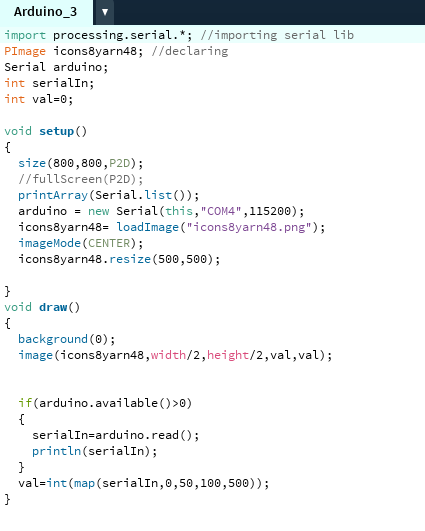 Arduino_3 ▼
import processing.serial.*; //importing serial lib
PImage icons8yarn48; //declaring
Serial arduino;
int serialIn;
int val=0;

void setup()
{
  size(800,800,P2D);
  //fullScreen(P2D);
  printArray(Serial.list());
  arduino = new Serial(this,"COM4",115200);
  icons8yarn48= loadImage("icons8yarn48.png");
  imageMode(CENTER);
  icons8yarn48.resize(500,500);

}
void draw()
{
  background(0);
  image(icons8yarn48,width/2,height/2,val,val);


  if(arduino.available()>0)
  {
    serialIn=arduino.read();
    println(serialIn);
  }
  val=int(map(serialIn,0,50,100,500));
}